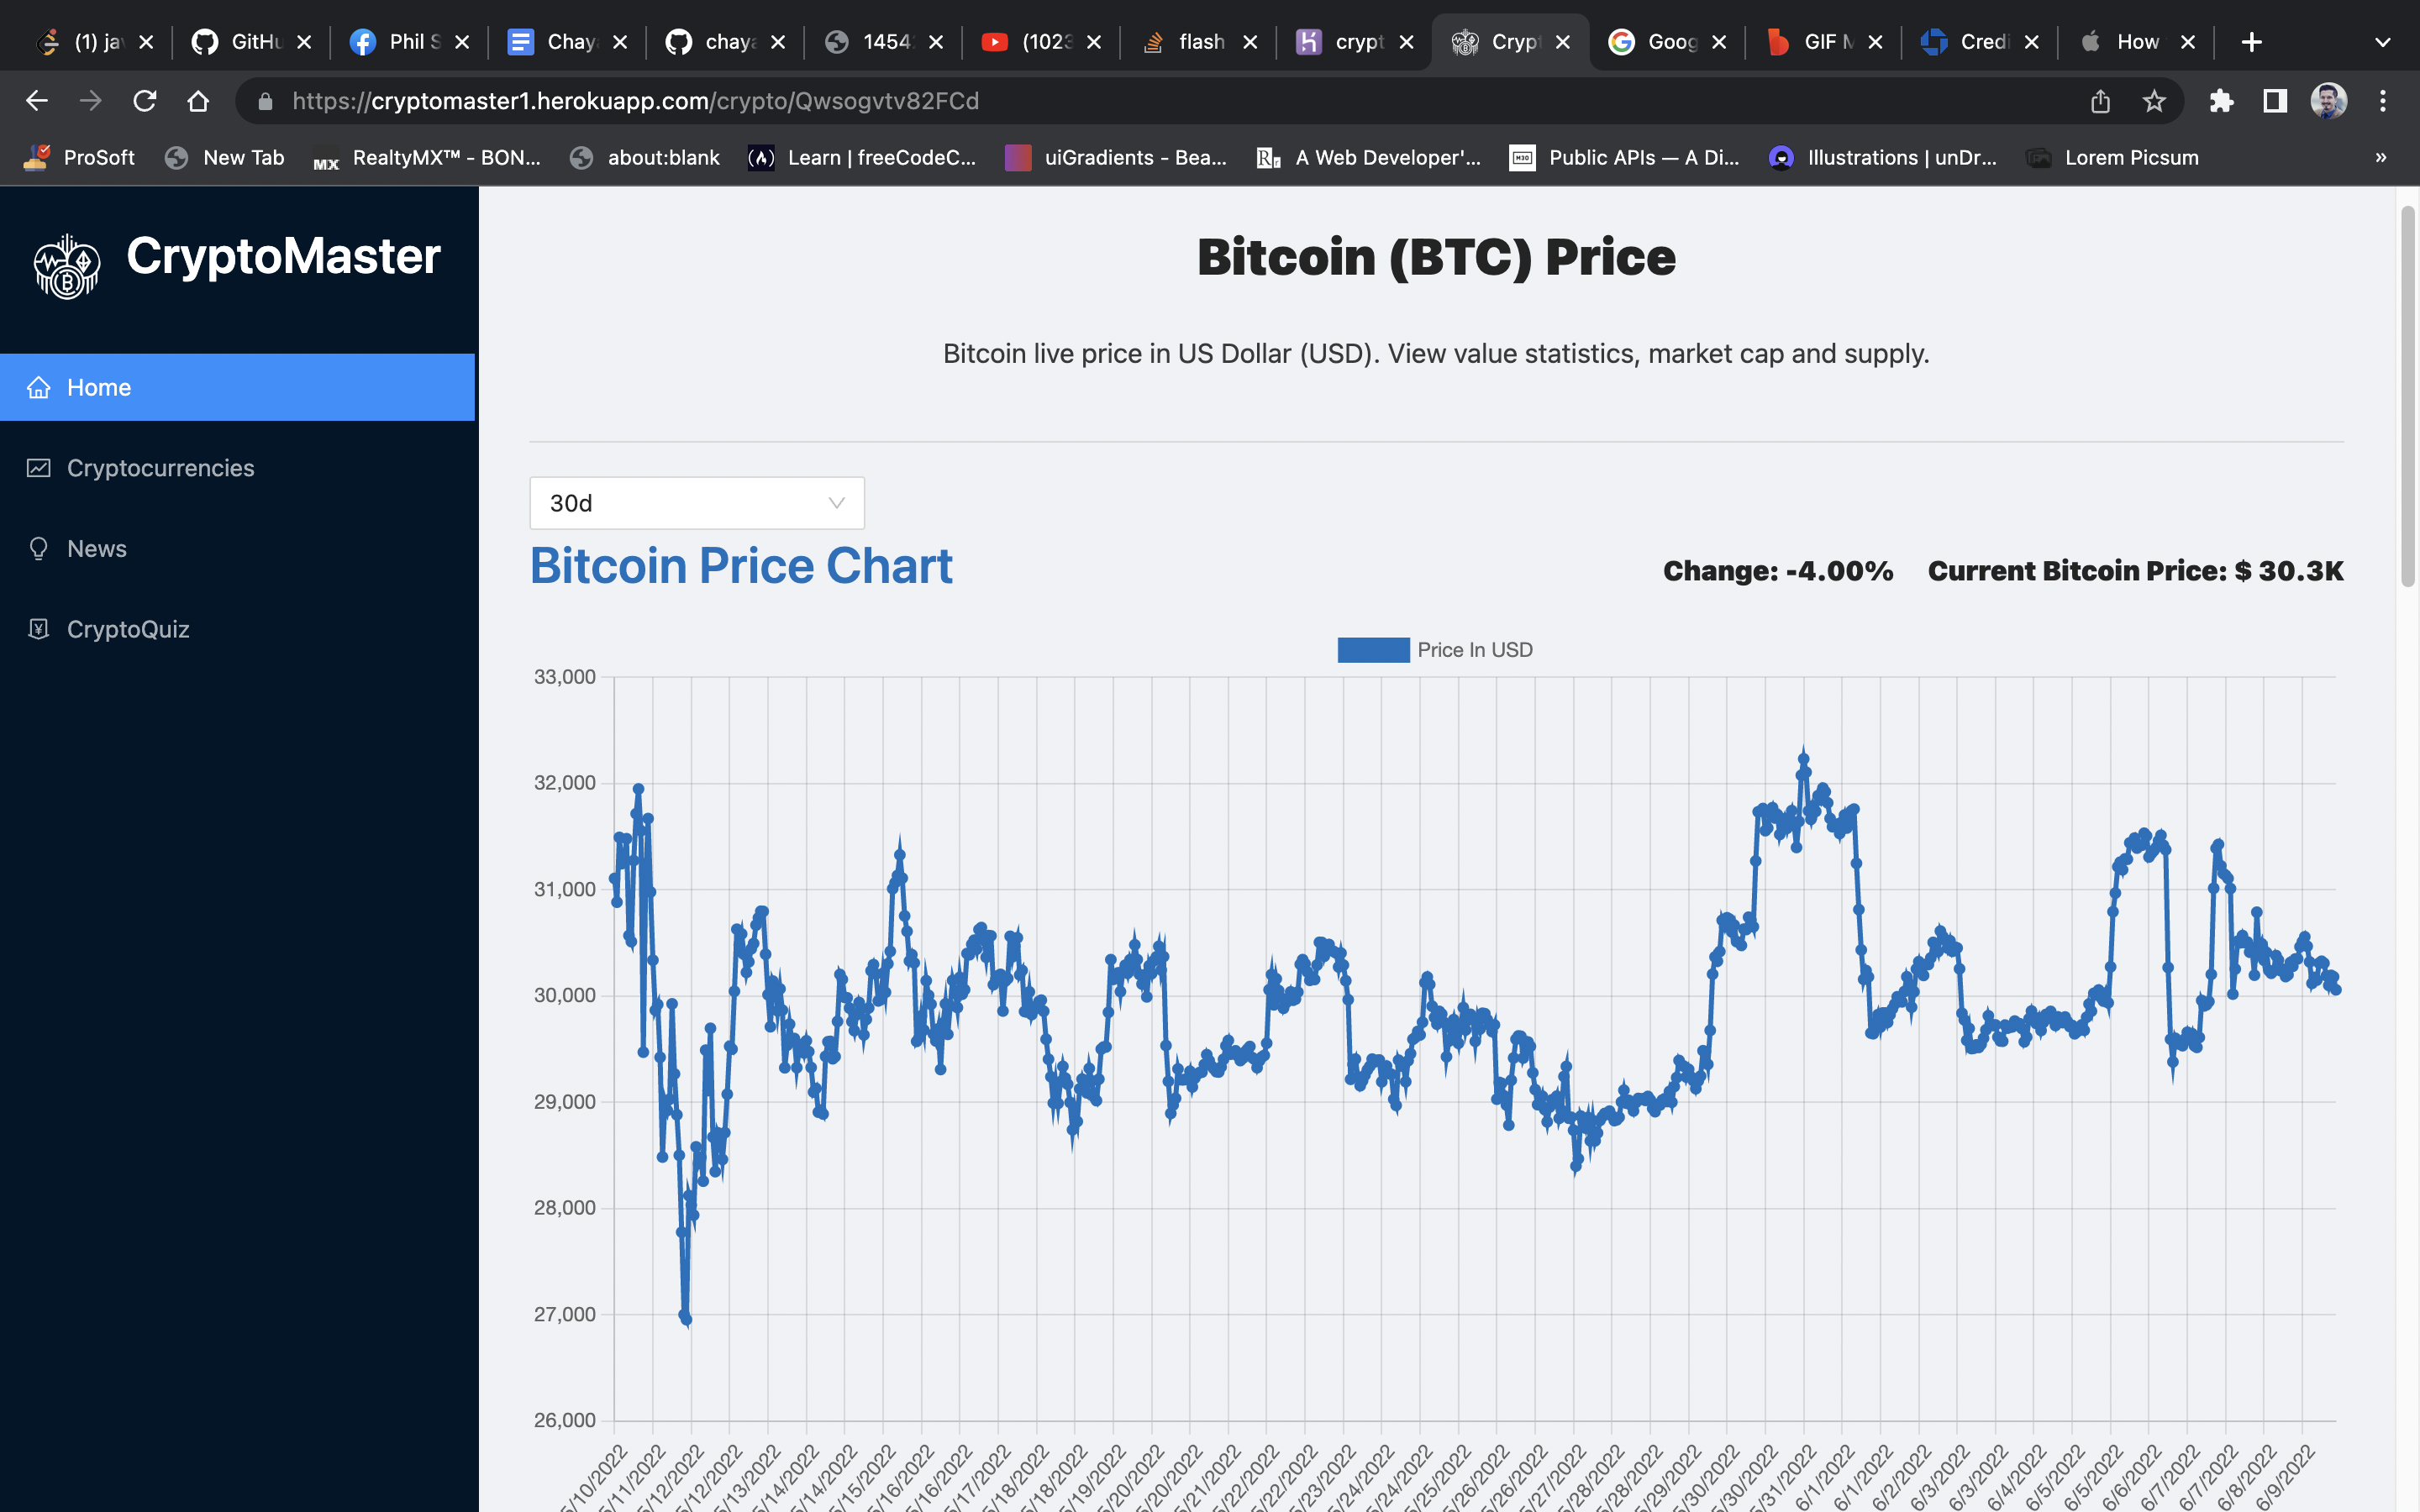 (1) ja
GitHu
Phil S
Chay
chaya
1454
(1023
flash
crypt
Crypt
Goog
GIF M
Credi
How
https://cryptomaster1.herokuapp.com/crypto/Qwsogvtv82FCd
ProSoft
New Tab
MX RealtyMX™ - BON...
about:blank
Learn | freeCodeC...
uiGradients - Bea...
A Web Developer'...
Public APIs — A Di...
Illustrations | unDr...
Lorem Picsum
»
CryptoMaster
Home
Cryptocurrencies
News
CryptoQuiz
Bitcoin (BTC) Price
Bitcoin live price in US Dollar (USD). View value statistics, market cap and supply.
30d
Bitcoin Price Chart
Change: -4.00% Current Bitcoin Price: $ 30.3K
Price In USD
33,000
32,000
31,000
30,000
29,000
28,000
27,000
26,000
5/10/2022
5/11/2022
5/12/2022
5/12/2022
5/13/2022
5/14/2022
5/14/2022
5/15/2022
5/16/2022
5/16/2022
5/17/2022
5/18/2022
5/18/2022
5/19/2022
5/20/2022
5/20/2022
5/21/2022
5/22/2022
5/22/2022
5/23/2022
5/24/2022
5/24/2022
5/25/2022
5/26/2022
5/26/2022
5/27/2022
5/28/2022
5/28/2022
5/29/2022
5/30/2022
5/30/2022
5/31/2022
6/1/2022
6/1/2022
6/2/2022
6/3/2022
6/3/2022
6/4/2022
6/5/2022
6/5/2022
6/6/2022
6/7/2022
6/7/2022
6/8/2022
6/9/2022